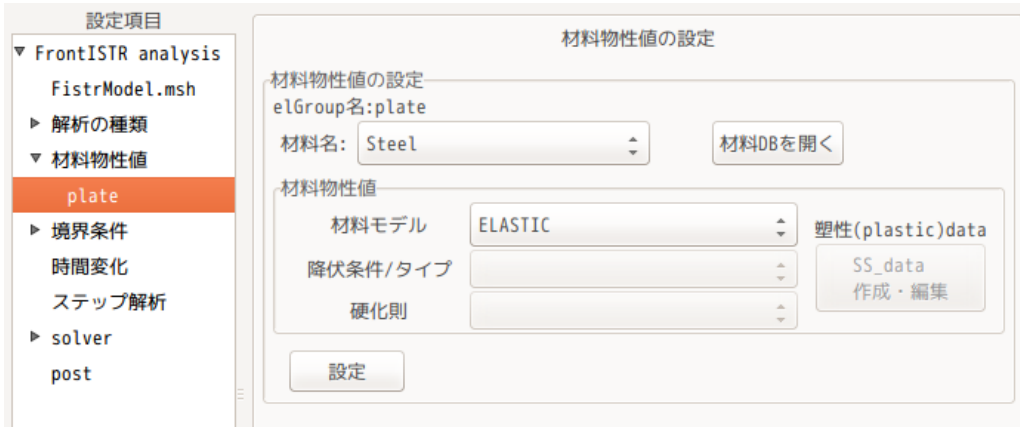 設定項目
FrontISTR analysis
FistrModel.msh
解析の種類
材料物性値
plate
境界条件
時間変化
ステップ解析
solver
post
材料物性値の設定
材料物性値の設定
elGroup名:plate
材料名: Steel 材料DBを開く
材料物性値
材料モデル ELASTIC 塑性(plastic)data
降伏条件/タイプ
硬化則
SS_data
作成・編集
設定